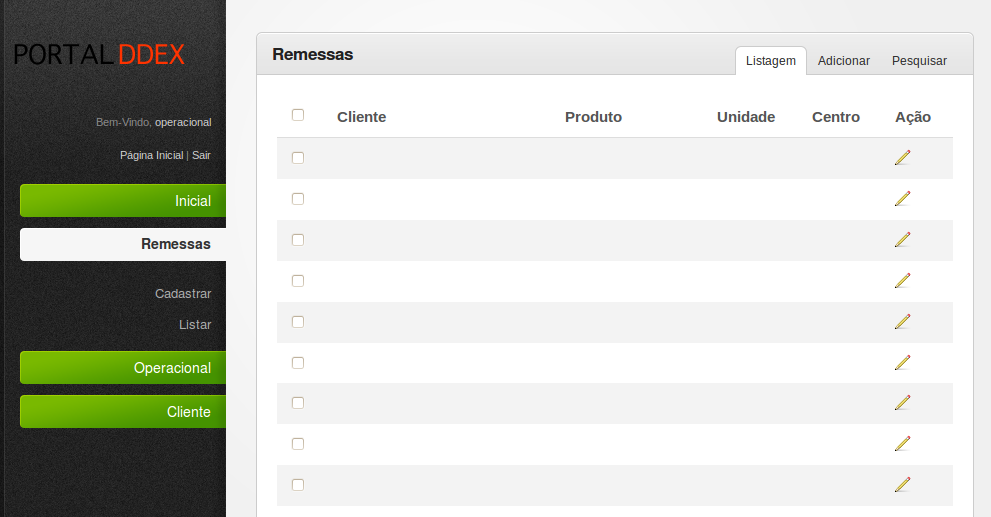 PORTAL DDEX
Bem-Vindo, operacional
Página Inicial | Sair
Inicial
Remessas
Cadastrar
Listar
Operacional
Cliente
Remessas
Listagem Adicionar Pesquisar
Cliente Produto Unidade Centro Ação